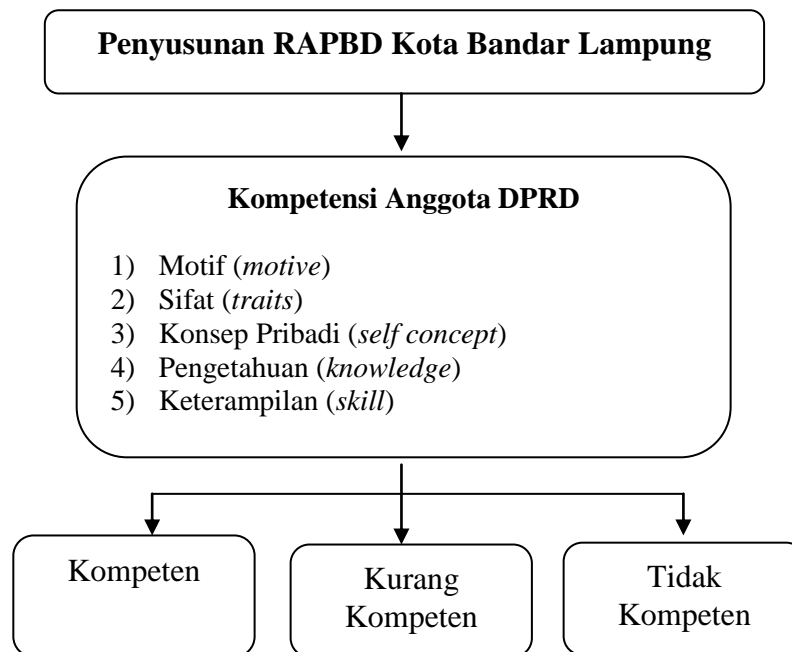 Penyusunan RAPBD Kota Bandar Lampung
Kompetensi Anggota DPRD
1) Motif (motive)
2) Sifat (traits)
3) Konsep Pribadi (self concept)
4) Pengetahuan (knowledge)
5) Keterampilan (skill)
Kompeten
Kurang
Kompeten
Tidak
Kompeten